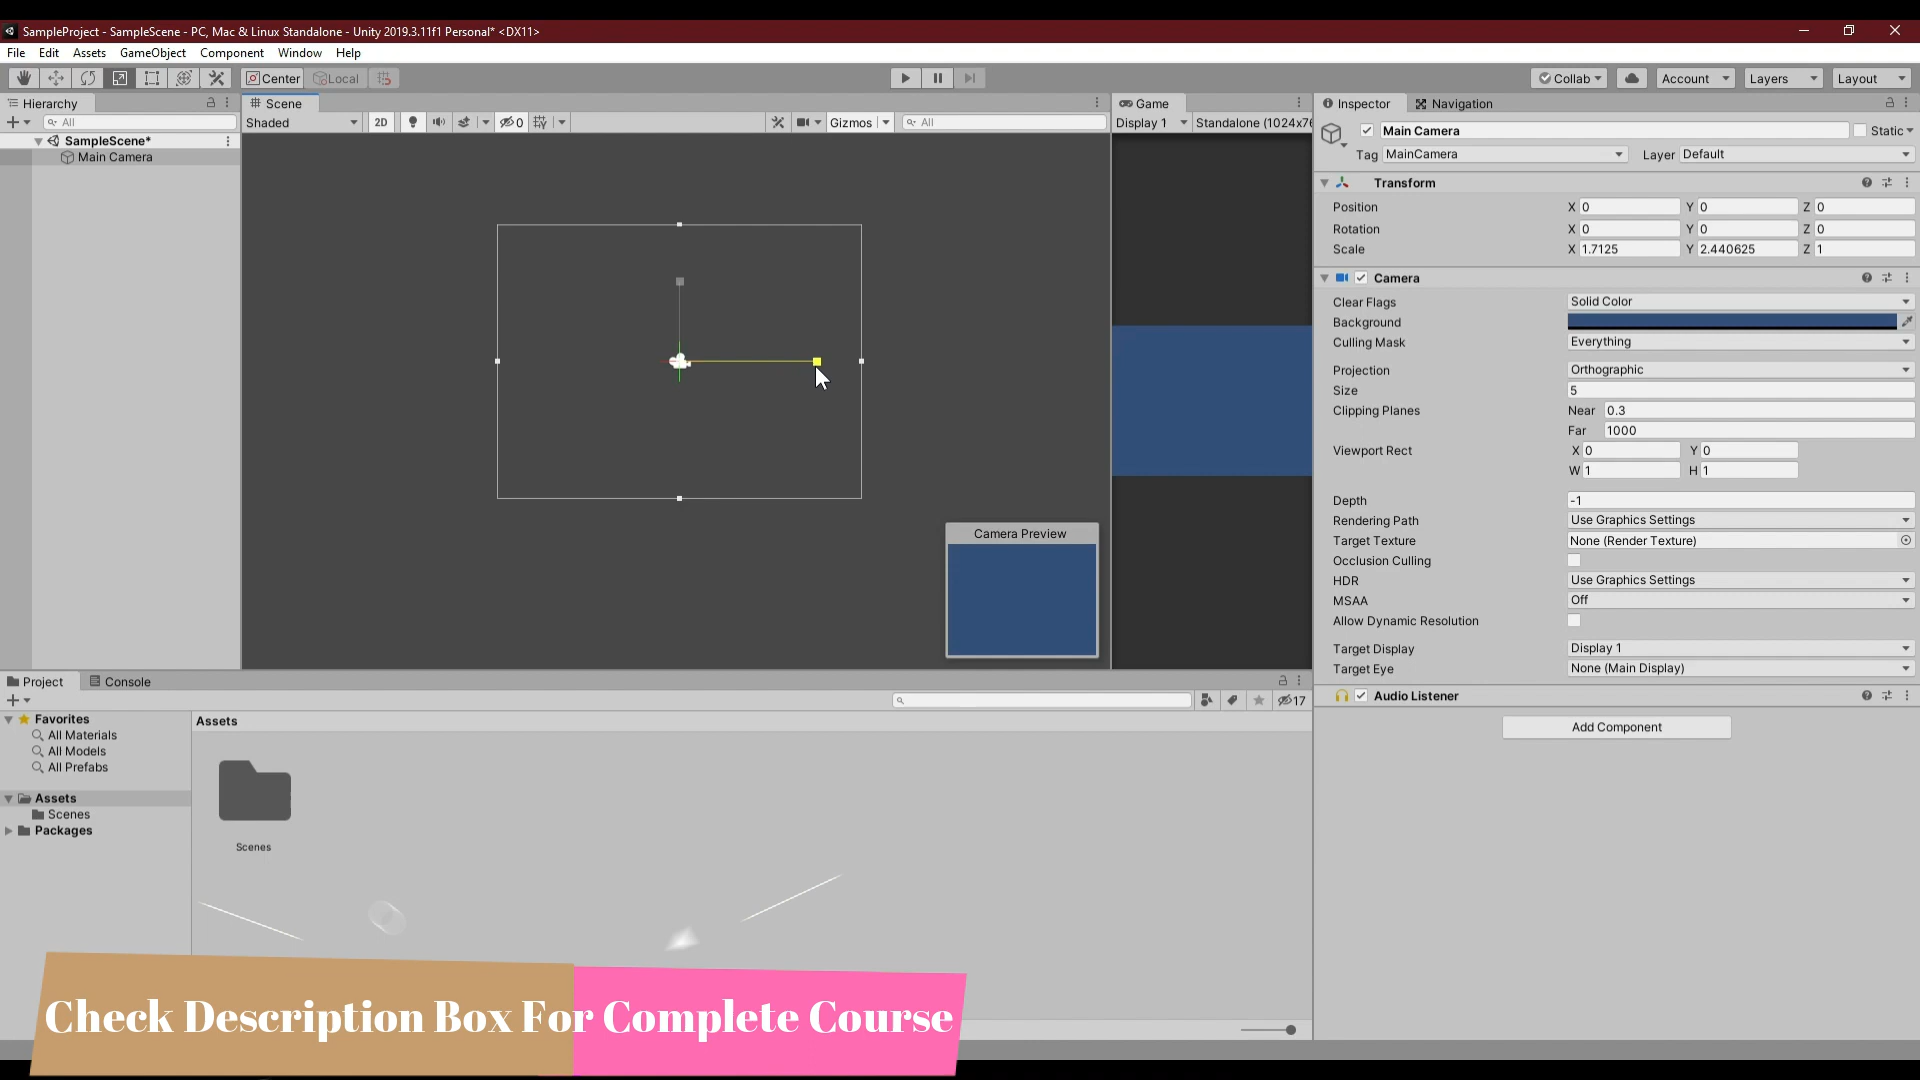 SampleProject - SampleScene - PC, Mac & Linux Standalone - Unity 2019.3.11f1 Personal* <DX11>
File Edit Assets GameObject Component Window Help
Center Local Collab Account Layers Layout
Hierarchy
All
SampleScene*
Main Camera
Scene
Shaded 2D 0 Gizmos All
Game
Display 1 Standalone (1024x76
Camera Preview
Inspector Navigation
Main Camera Static
Tag MainCamera Layer Default
Transform
Position X 0 Y 0 Z 0
Rotation X 0 Y 0 Z 0
Scale X 1.7125 Y 2.440625 Z 1
Camera
Clear Flags Solid Color
Background
Culling Mask Everything
Projection Orthographic
Size 5
Clipping Planes Near 0.3
Far 1000
Viewport Rect X 0 Y 0
W 1 H 1
Depth -1
Rendering Path Use Graphics Settings
Target Texture None (Render Texture)
Occlusion Culling
HDR Use Graphics Settings
MSAA Off
Allow Dynamic Resolution
Target Display Display 1
Target Eye None (Main Display)
Audio Listener
Add Component
Project Console
17
Favorites
All Materials
All Models
All Prefabs
Assets
Scenes
Packages
Assets
Scenes
Check Description Box For Complete Course